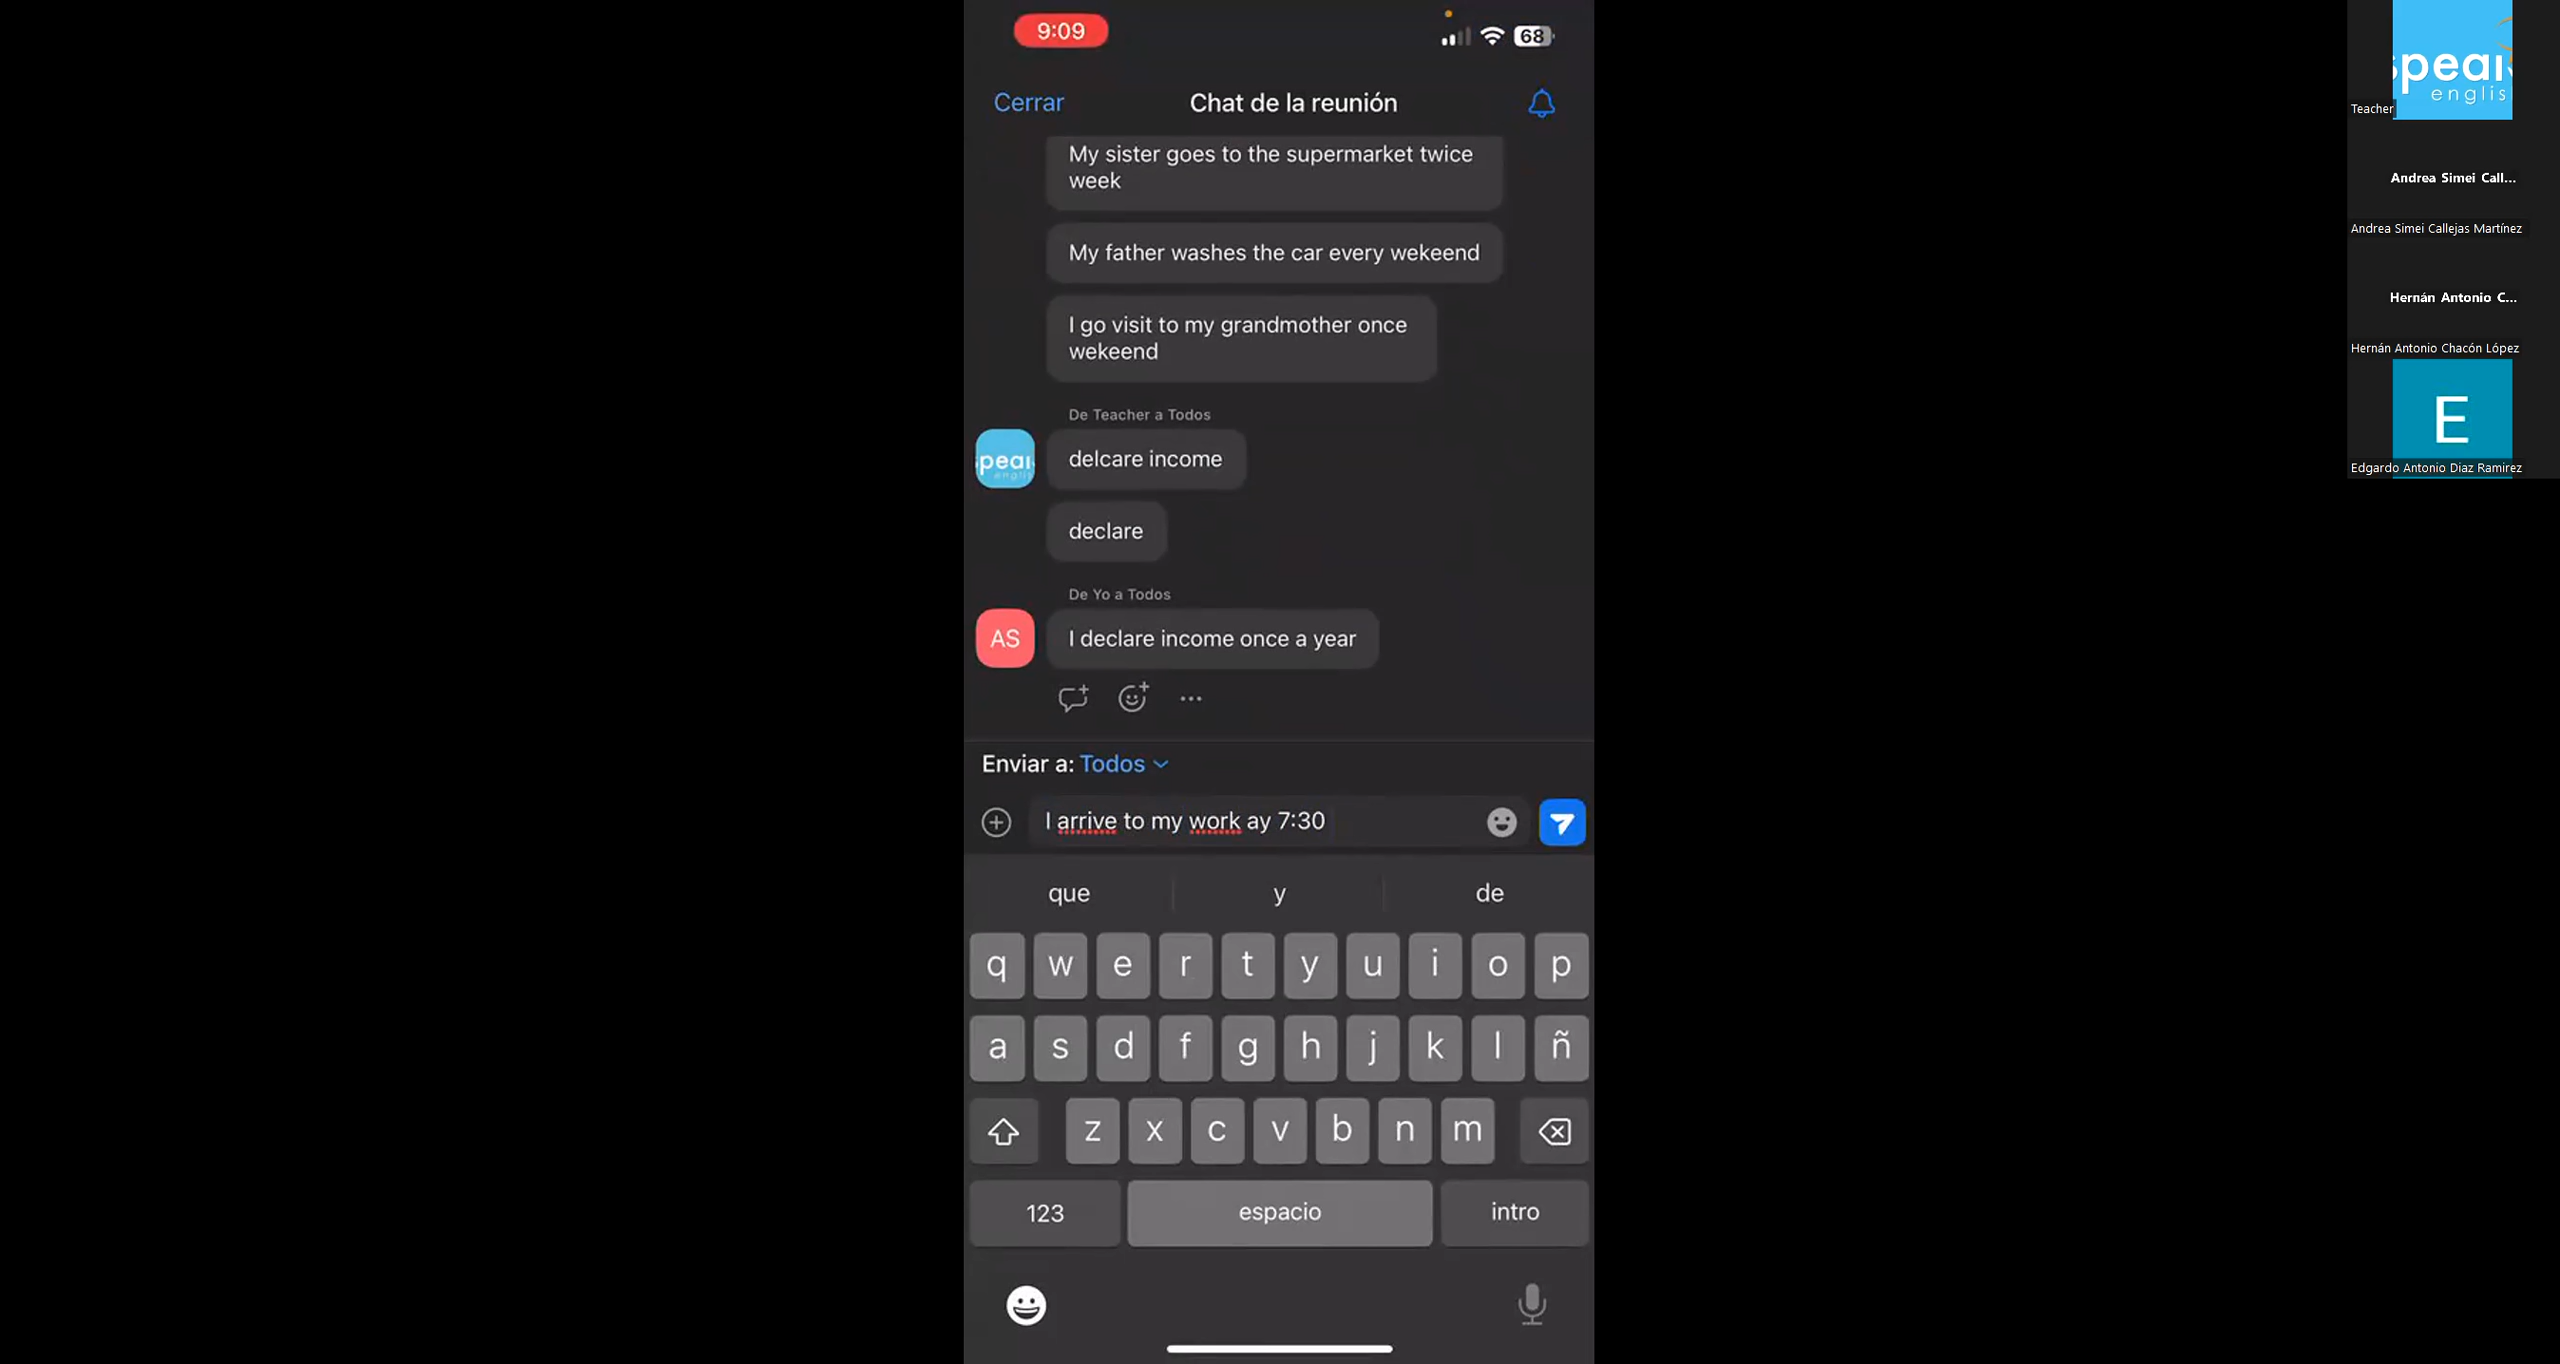 9:09
68
Cerrar
Chat de la reunión
My sister goes to the supermarket twice
week
My father washes the car every wekeend
I go visit to my grandmother once
wekeend
De Teacher a Todos
delcare income
declare
De Yo a Todos
AS
I declare income once a year
Enviar a: Todos
I arrive to my work ay 7:30
que y de
q w e r t y u i o p
a s d f g h j k l ñ
z x c v b n m
123 espacio intro
peak
englis
Teacher
Andrea Simei Call...
Andrea Simei Callejas Martínez
Hernán Antonio C...
Hernán Antonio Chacón López
E
Edgardo Antonio Diaz Ramirez